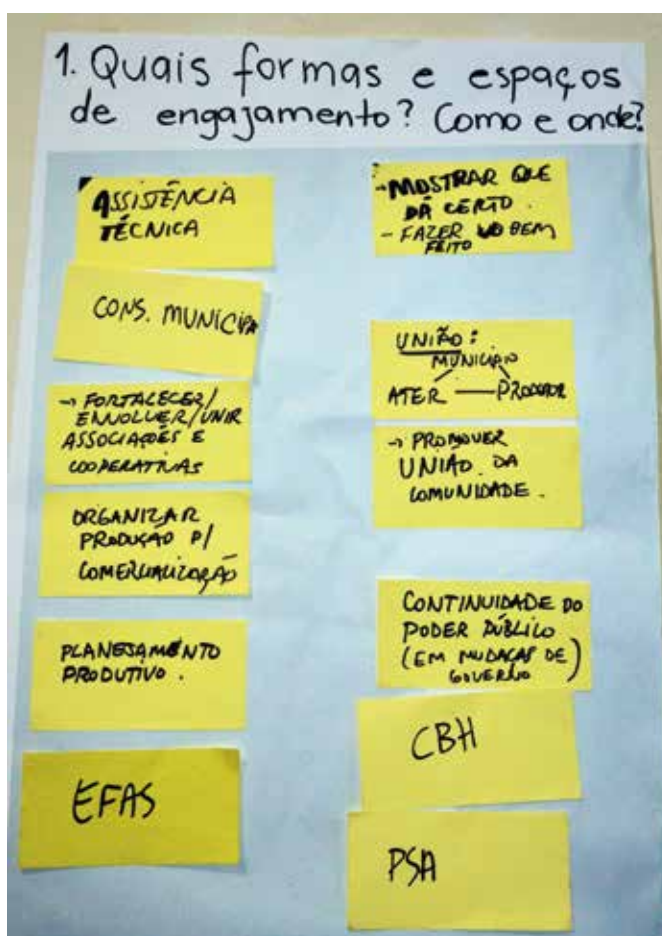 1. Quais formas e espaços
de engajamento? Como e onde?
ASSISTÊNCIA
TÉCNICA
CONS. MUNICIPA
→ FORTALECER/
ENVOLVER/UNIR
ASSOCIAÇÕES E
COOPERATIVAS
ORGANIZAR
PRODUÇÃO P/
COMERCIALIZAÇÃO
PLANEJAMENTO
PRODUTIVO.
EFAS
→ MOSTRAR QUE
DÁ CERTO.
- FAZER BEM
FEITO
UNIÃO:
MUNICIPIO
ATER — PRODUTOR
→ PROMOVER
UNIÃO DA
COMUNIDADE.
CONTINUIDADE DO
PODER PÚBLICO
(EM MUDAÇAS DE
GOVERNO)
CBH
PSA